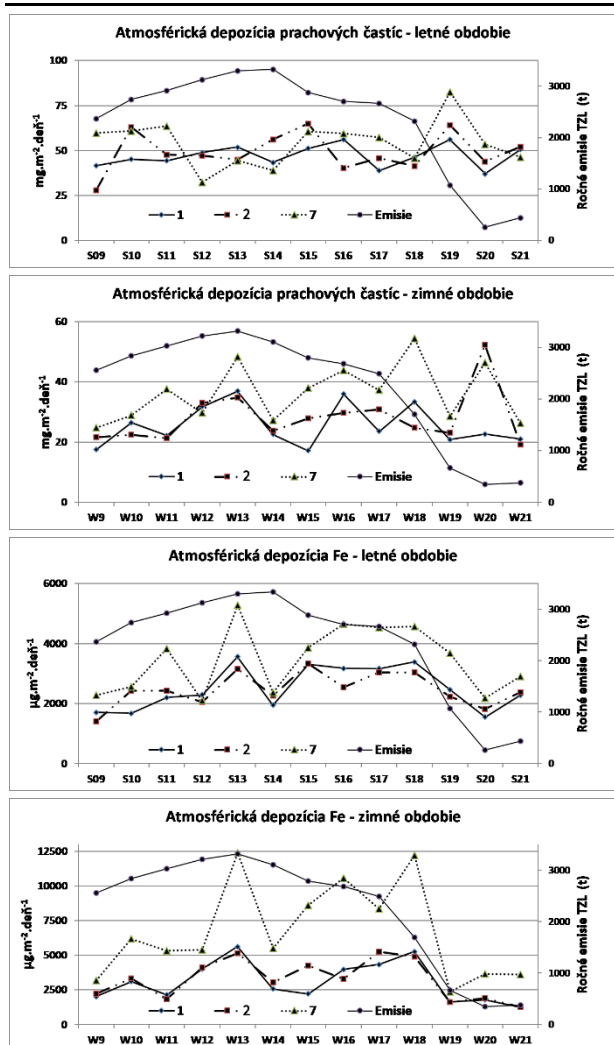 Atmosférická depozícia prachových častíc - letné obdobie
mg.m⁻².deň⁻¹
100
75
50
25
0
1 2 7 Emisie
S09 S10 S11 S12 S13 S14 S15 S16 S17 S18 S19 S20 S21
3000
2000
1000
0
Ročné emisie TZL (t)
Atmosférická depozícia prachových častíc - zimné obdobie
mg.m⁻².deň⁻¹
60
40
20
0
1 2 7 Emisie
W9 W10 W11 W12 W13 W14 W15 W16 W17 W18 W19 W20 W21
3000
2000
1000
0
Ročné emisie TZL (t)
Atmosférická depozícia Fe - letné obdobie
µg.m⁻².deň⁻¹
6000
4000
2000
0
1 2 7 Emisie
S09 S10 S11 S12 S13 S14 S15 S16 S17 S18 S19 S20 S21
3000
2000
1000
0
Ročné emisie TZL (t)
Atmosférická depozícia Fe - zimné obdobie
µg.m⁻².deň⁻¹
12500
10000
7500
5000
2500
0
1 2 7 Emisie
W9 W10 W11 W12 W13 W14 W15 W16 W17 W18 W19 W20 W21
3000
2000
1000
0
Ročné emisie TZL (t)